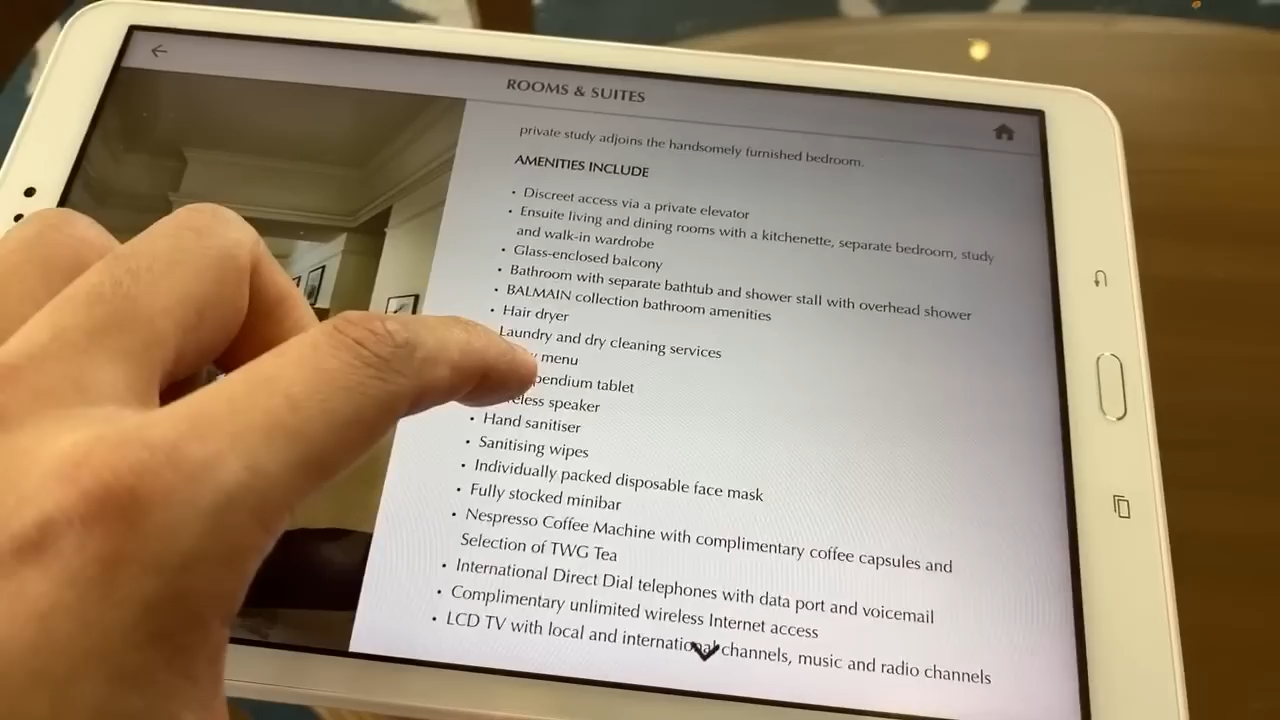 ROOMS & SUITES
private study adjoins the handsomely furnished bedroom.
AMENITIES INCLUDE
• Discreet access via a private elevator
• Ensuite living and dining rooms with a kitchenette, separate bedroom, study
and walk-in wardrobe
• Glass-enclosed balcony
• Bathroom with separate bathtub and shower stall with overhead shower
• BALMAIN collection bathroom amenities
• Hair dryer
Laundry and dry cleaning services
menu
tablet
speaker
• Hand sanitiser
• Sanitising wipes
• Individually packed disposable face mask
• Fully stocked minibar
• Nespresso Coffee Machine with complimentary coffee capsules and
Selection of TWG Tea
• International Direct Dial telephones with data port and voicemail
• Complimentary unlimited wireless Internet access
• LCD TV with local and international channels, music and radio channels